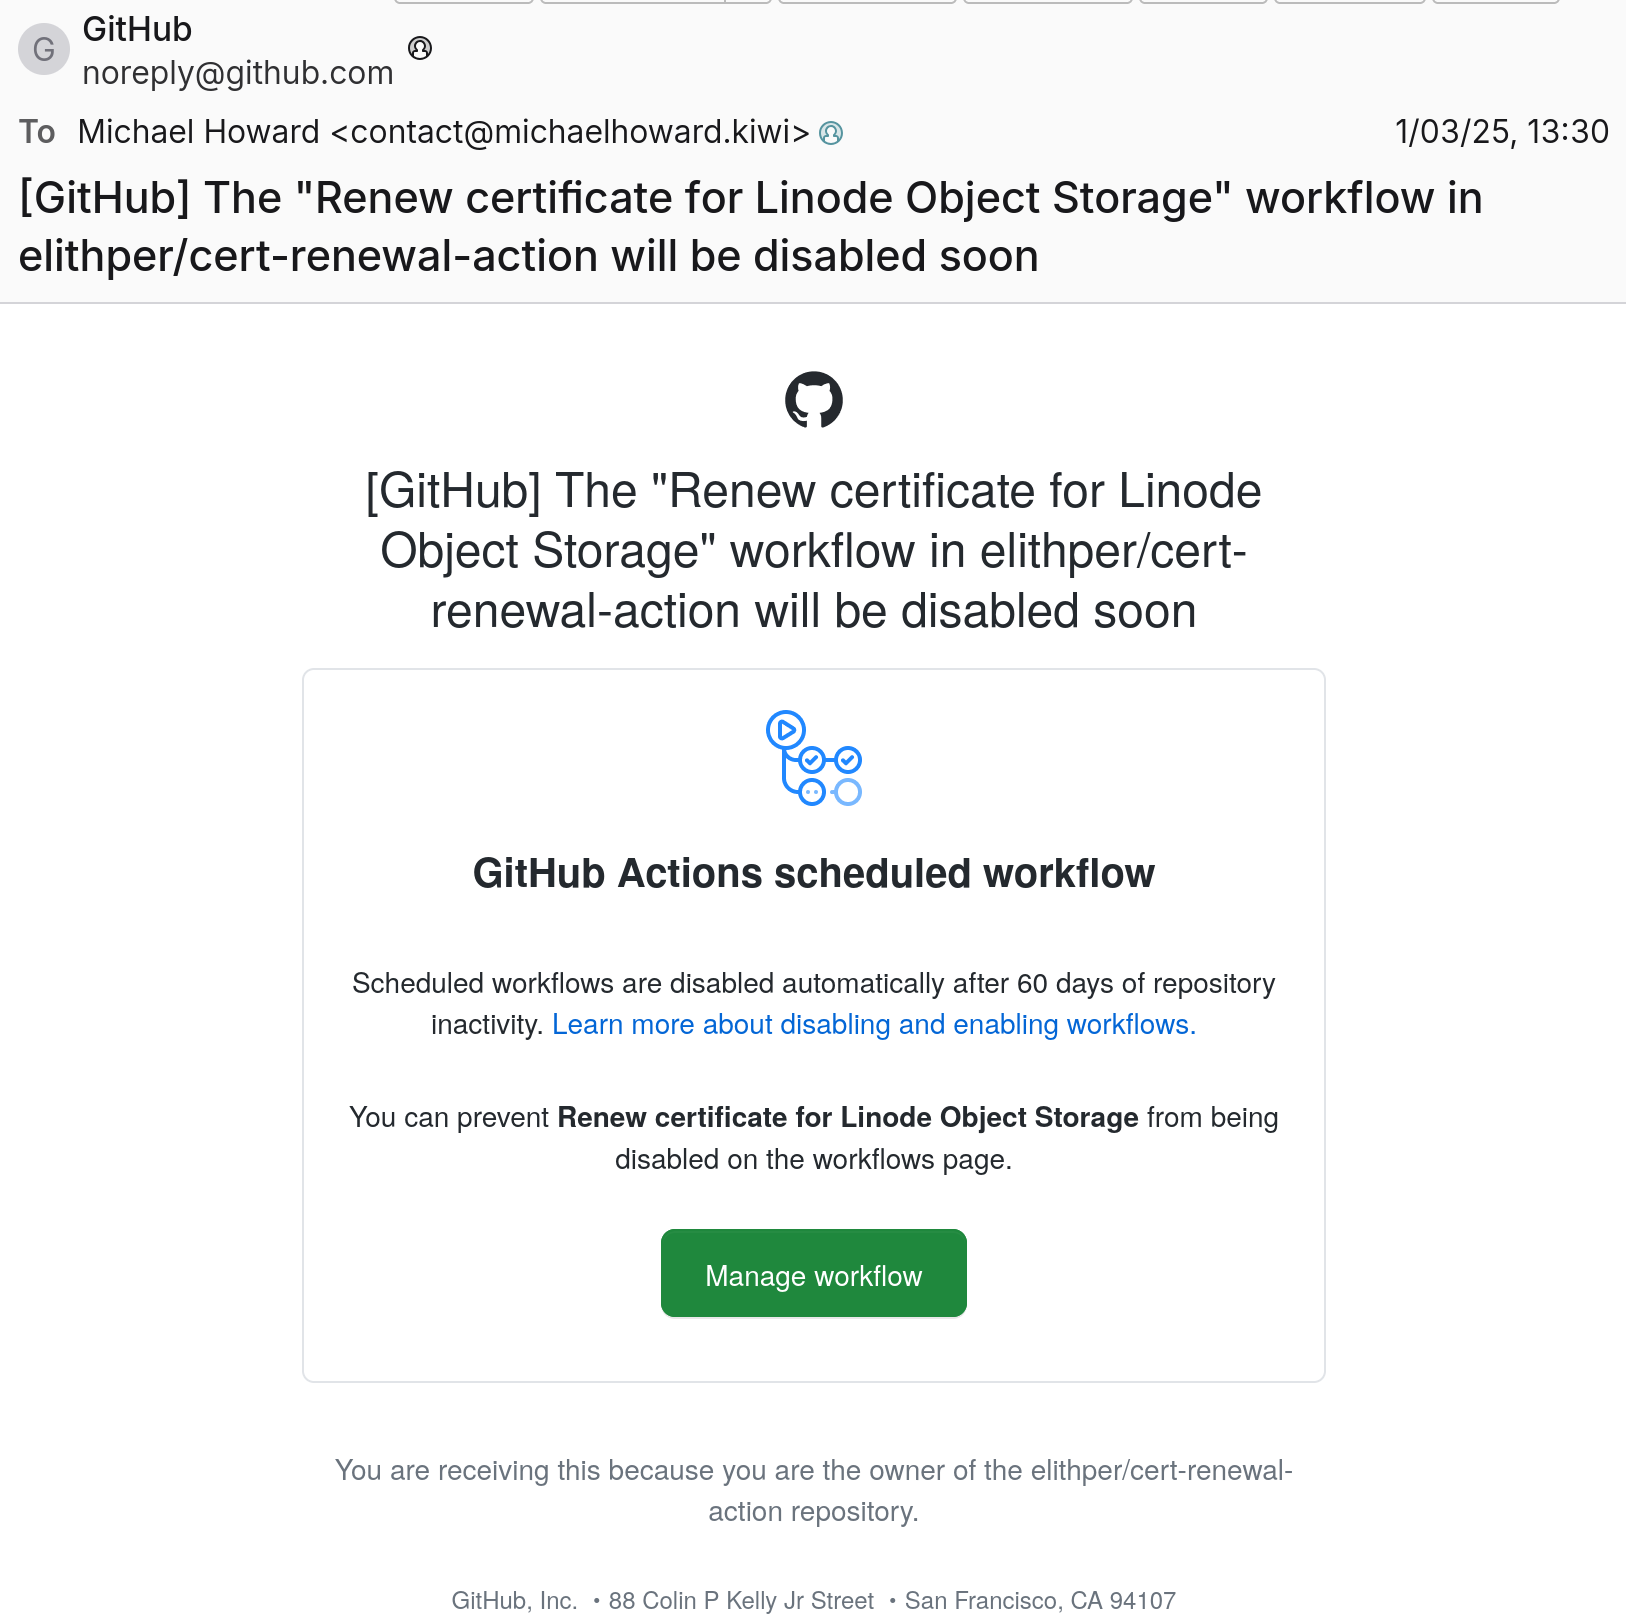 G
GitHub
noreply@github.com
To Michael Howard <contact@michaelhoward.kiwi> 1/03/25, 13:30
[GitHub] The "Renew certificate for Linode Object Storage" workflow in
elithper/cert-renewal-action will be disabled soon
[GitHub] The "Renew certificate for Linode
Object Storage" workflow in elithper/cert-
renewal-action will be disabled soon
GitHub Actions scheduled workflow
Scheduled workflows are disabled automatically after 60 days of repository
inactivity. Learn more about disabling and enabling workflows.
You can prevent Renew certificate for Linode Object Storage from being
disabled on the workflows page.
Manage workflow
You are receiving this because you are the owner of the elithper/cert-renewal-
action repository.
GitHub, Inc. • 88 Colin P Kelly Jr Street • San Francisco, CA 94107